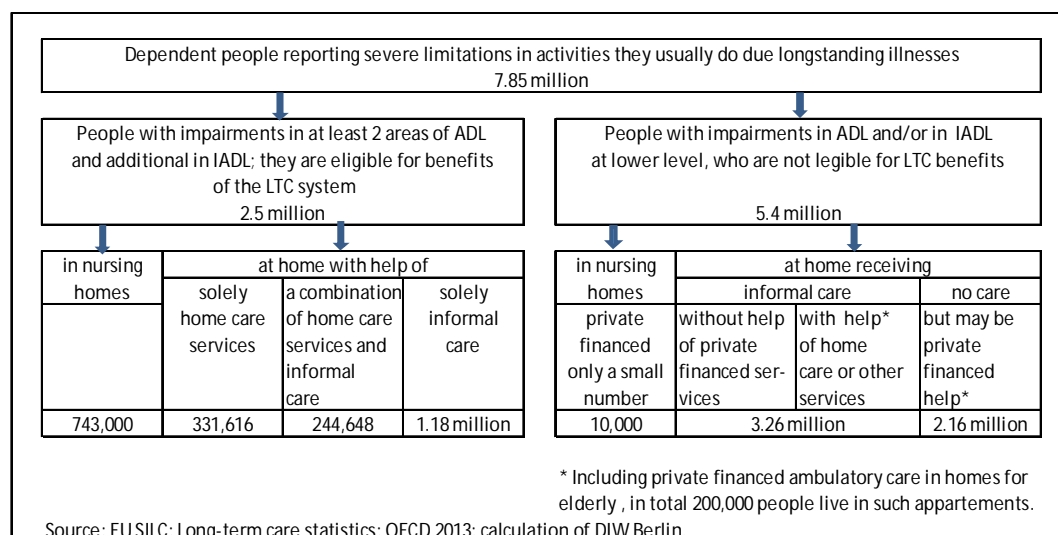 Dependent people reporting severe limitations in activities they usually do due longstanding illnesses
7.85 million
People with impairments in at least 2 areas of ADL
and additional in IADL; they are eligible for benefits
of the LTC system
2.5 million
People with impairments in ADL and/or in IADL
at lower level, who are not legible for LTC benefits
5.4 million
in nursing
homes
at home with help of
solely
home care
services
a combination
of home care
services and
informal
care
solely
informal
care
743,000
331,616
244,648
1.18 million
in nursing
homes
private
financed
only a small
number
at home receiving
informal care
no care
without help
of private
financed ser-
vices
with help*
of home
care or other
services
but may be
private
financed
help*
10,000
3.26 million
2.16 million
* Including private financed ambulatory care in homes for
elderly , in total 200,000 people live in such appartements.
Source: EU SILC; Long-term care statistics; OECD 2013; calculation of DIW Berlin